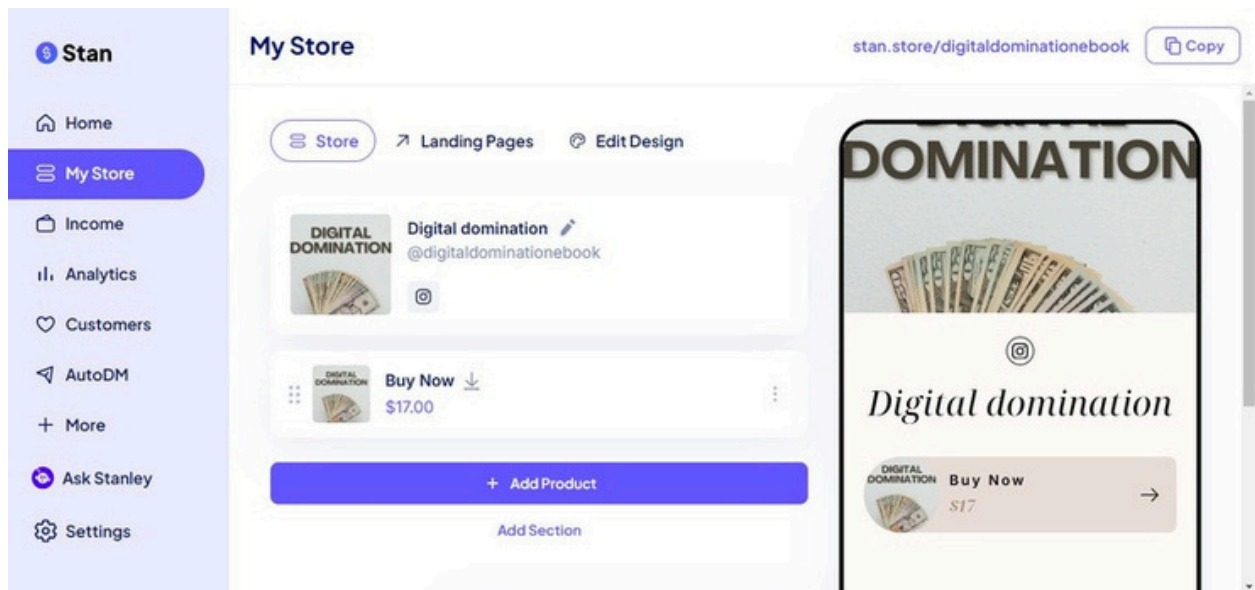 Stan
Home
My Store
Income
Analytics
Customers
AutoDM
More
Ask Stanley
Settings
My Store
stan.store/digitaldominationebook
Copy
Store
Landing Pages
Edit Design
DIGITAL
DOMINATION
Digital domination
@digitaldominationebook
DIGITAL
DOMINATION
Buy Now
$17.00
+ Add Product
Add Section
DIGITAL
DOMINATION
Digital domination
DIGITAL
DOMINATION
Buy Now
$17